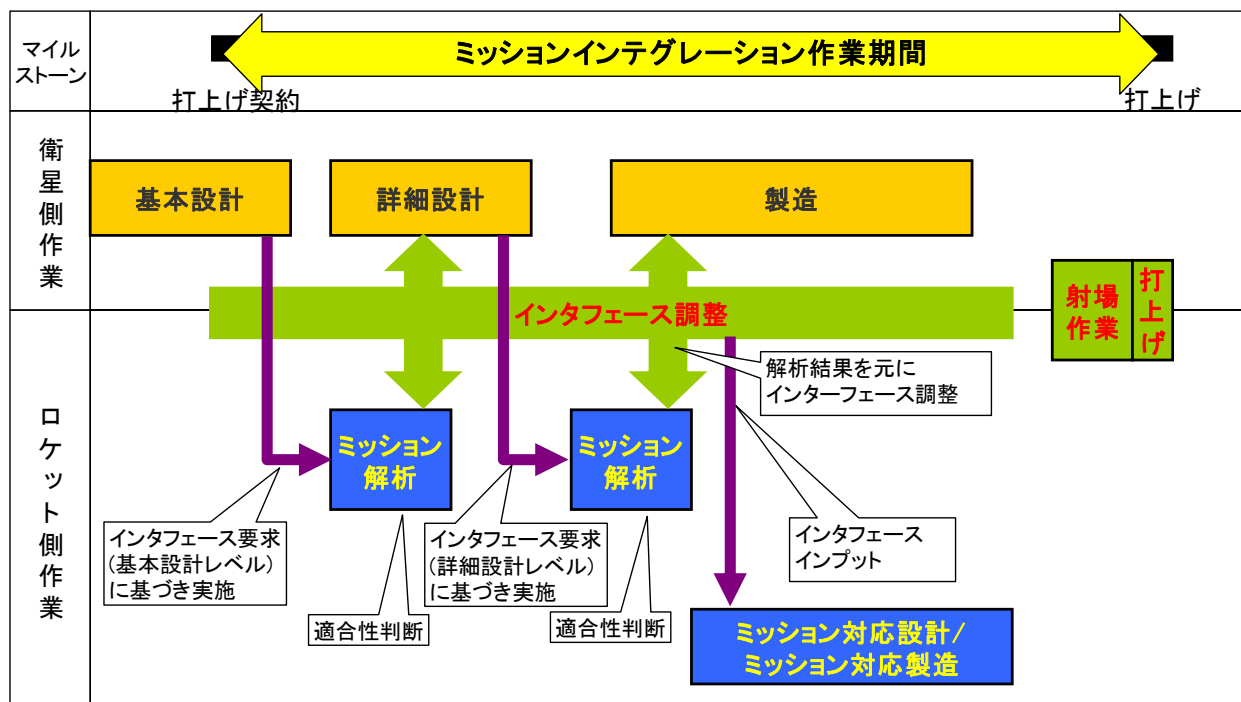 マイル
ストーン
ミッションインテグレーション作業期間
打上げ契約
打上げ
衛星側作業
基本設計
詳細設計
製造
インタフェース調整
射場
作業
打上げ
解析結果を元に
インターフェース調整
ロケット側作業
ミッション
解析
ミッション
解析
インタフェース要求
(基本設計レベル)
に基づき実施
適合性判断
インタフェース要求
(詳細設計レベル)
に基づき実施
適合性判断
インタフェース
インプット
ミッション対応設計/
ミッション対応製造